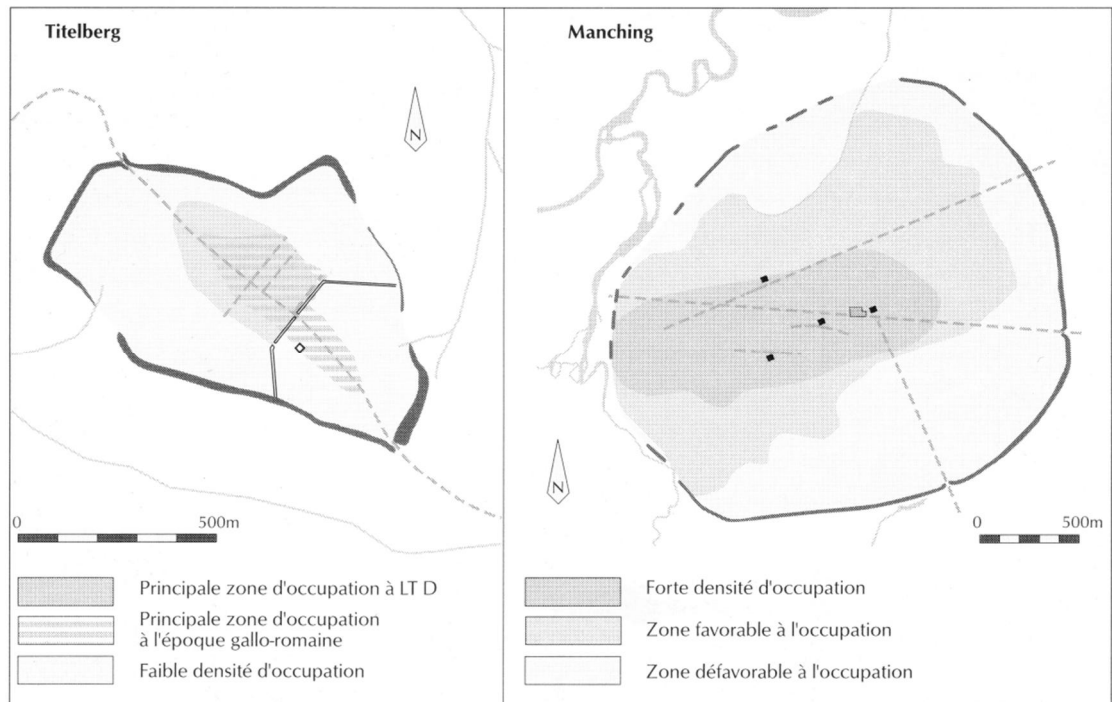 Titelberg
N
0 500m
Principale zone d'occupation à LT D
Principale zone d'occupation
à l'époque gallo-romaine
Faible densité d'occupation
Manching
N
0 500m
Forte densité d'occupation
Zone favorable à l'occupation
Zone défavorable à l'occupation